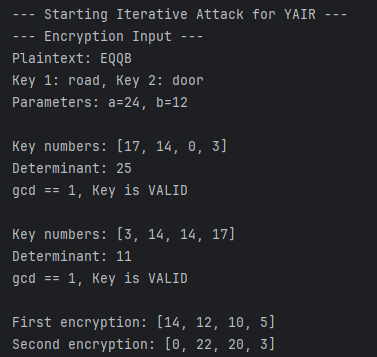 --- Starting Iterative Attack for YAIR ---
--- Encryption Input ---
Plaintext: EQQB
Key 1: road, Key 2: door
Parameters: a=24, b=12
Key numbers: [17, 14, 0, 3]
Determinant: 25
gcd == 1, Key is VALID
Key numbers: [3, 14, 14, 17]
Determinant: 11
gcd == 1, Key is VALID
First encryption: [14, 12, 10, 5]
Second encryption: [0, 22, 20, 3]